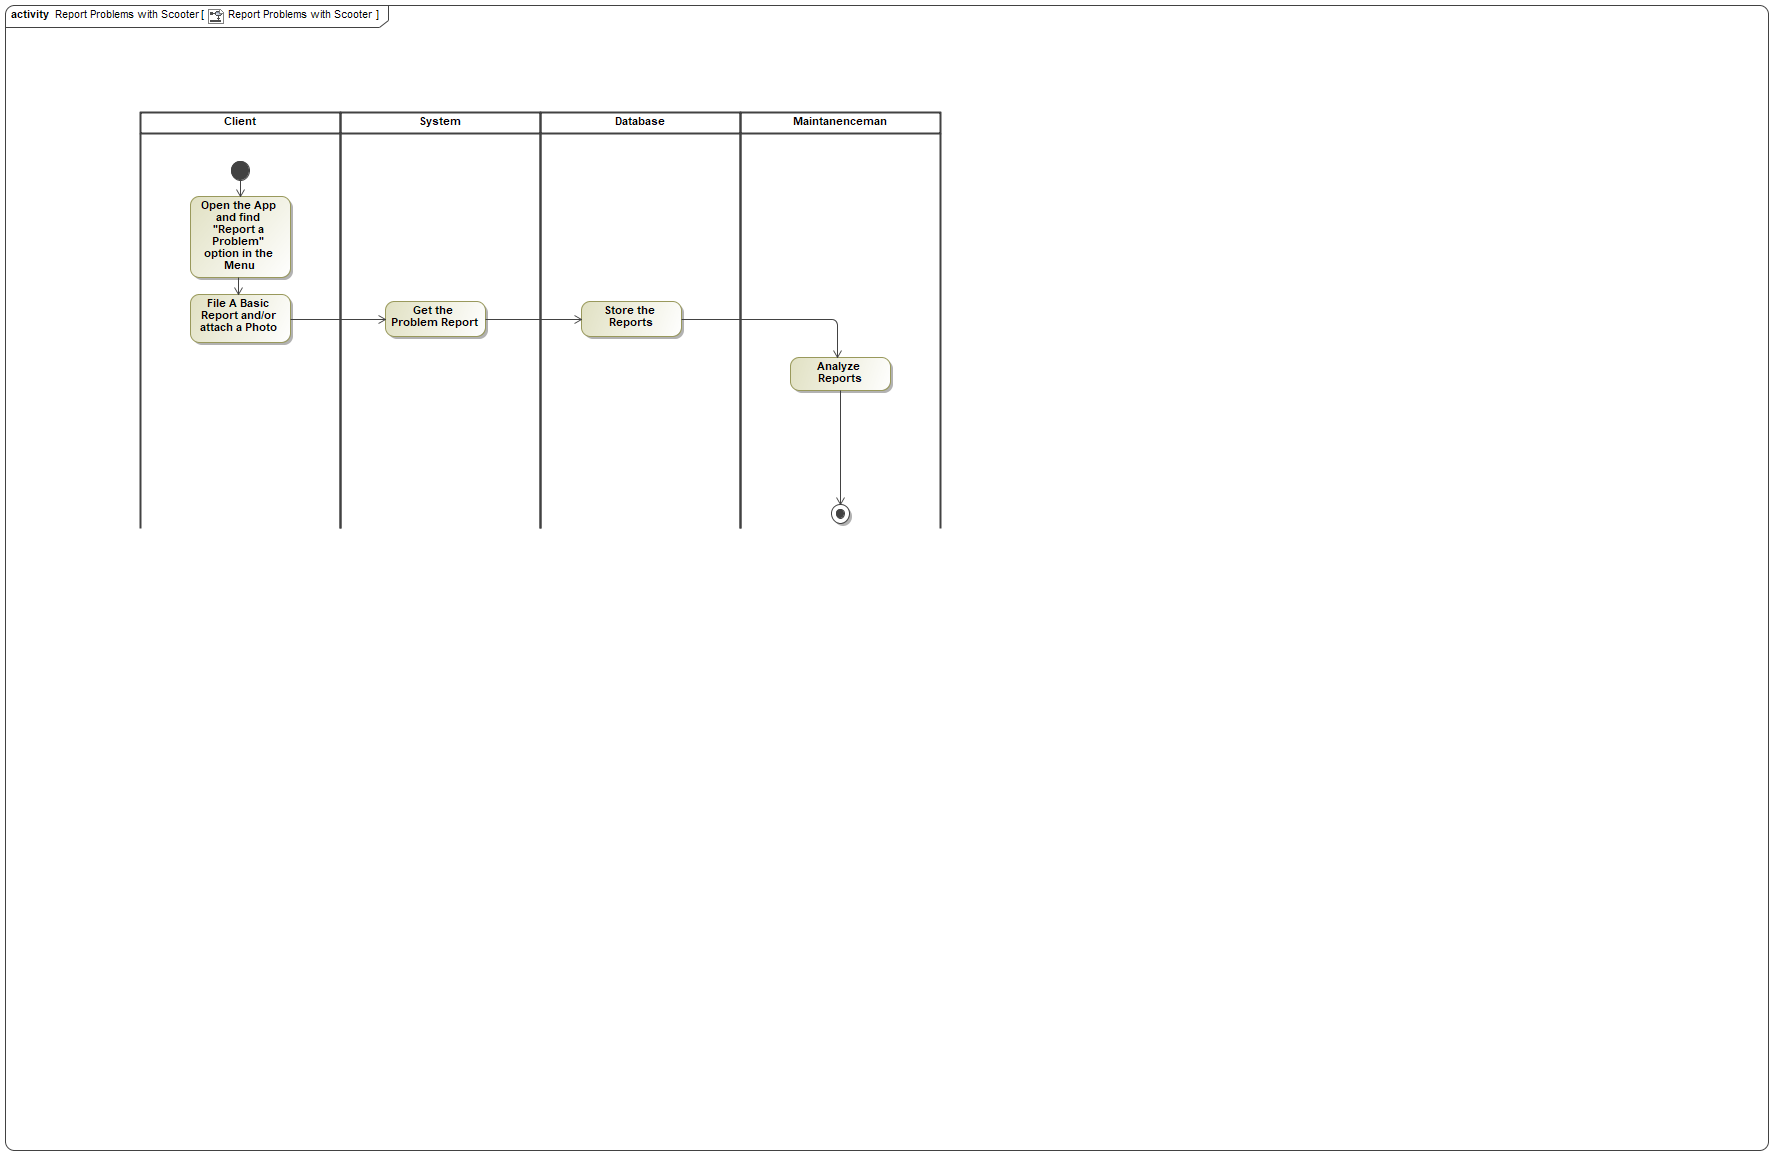 activity Report Problems with Scooter [ Report Problems with Scooter ]
Client
System
Database
Maintanenceman
Open the App
and find
"Report a
Problem"
option in the
Menu
File A Basic
Report and/or
attach a Photo
Get the
Problem Report
Store the
Reports
Analyze
Reports